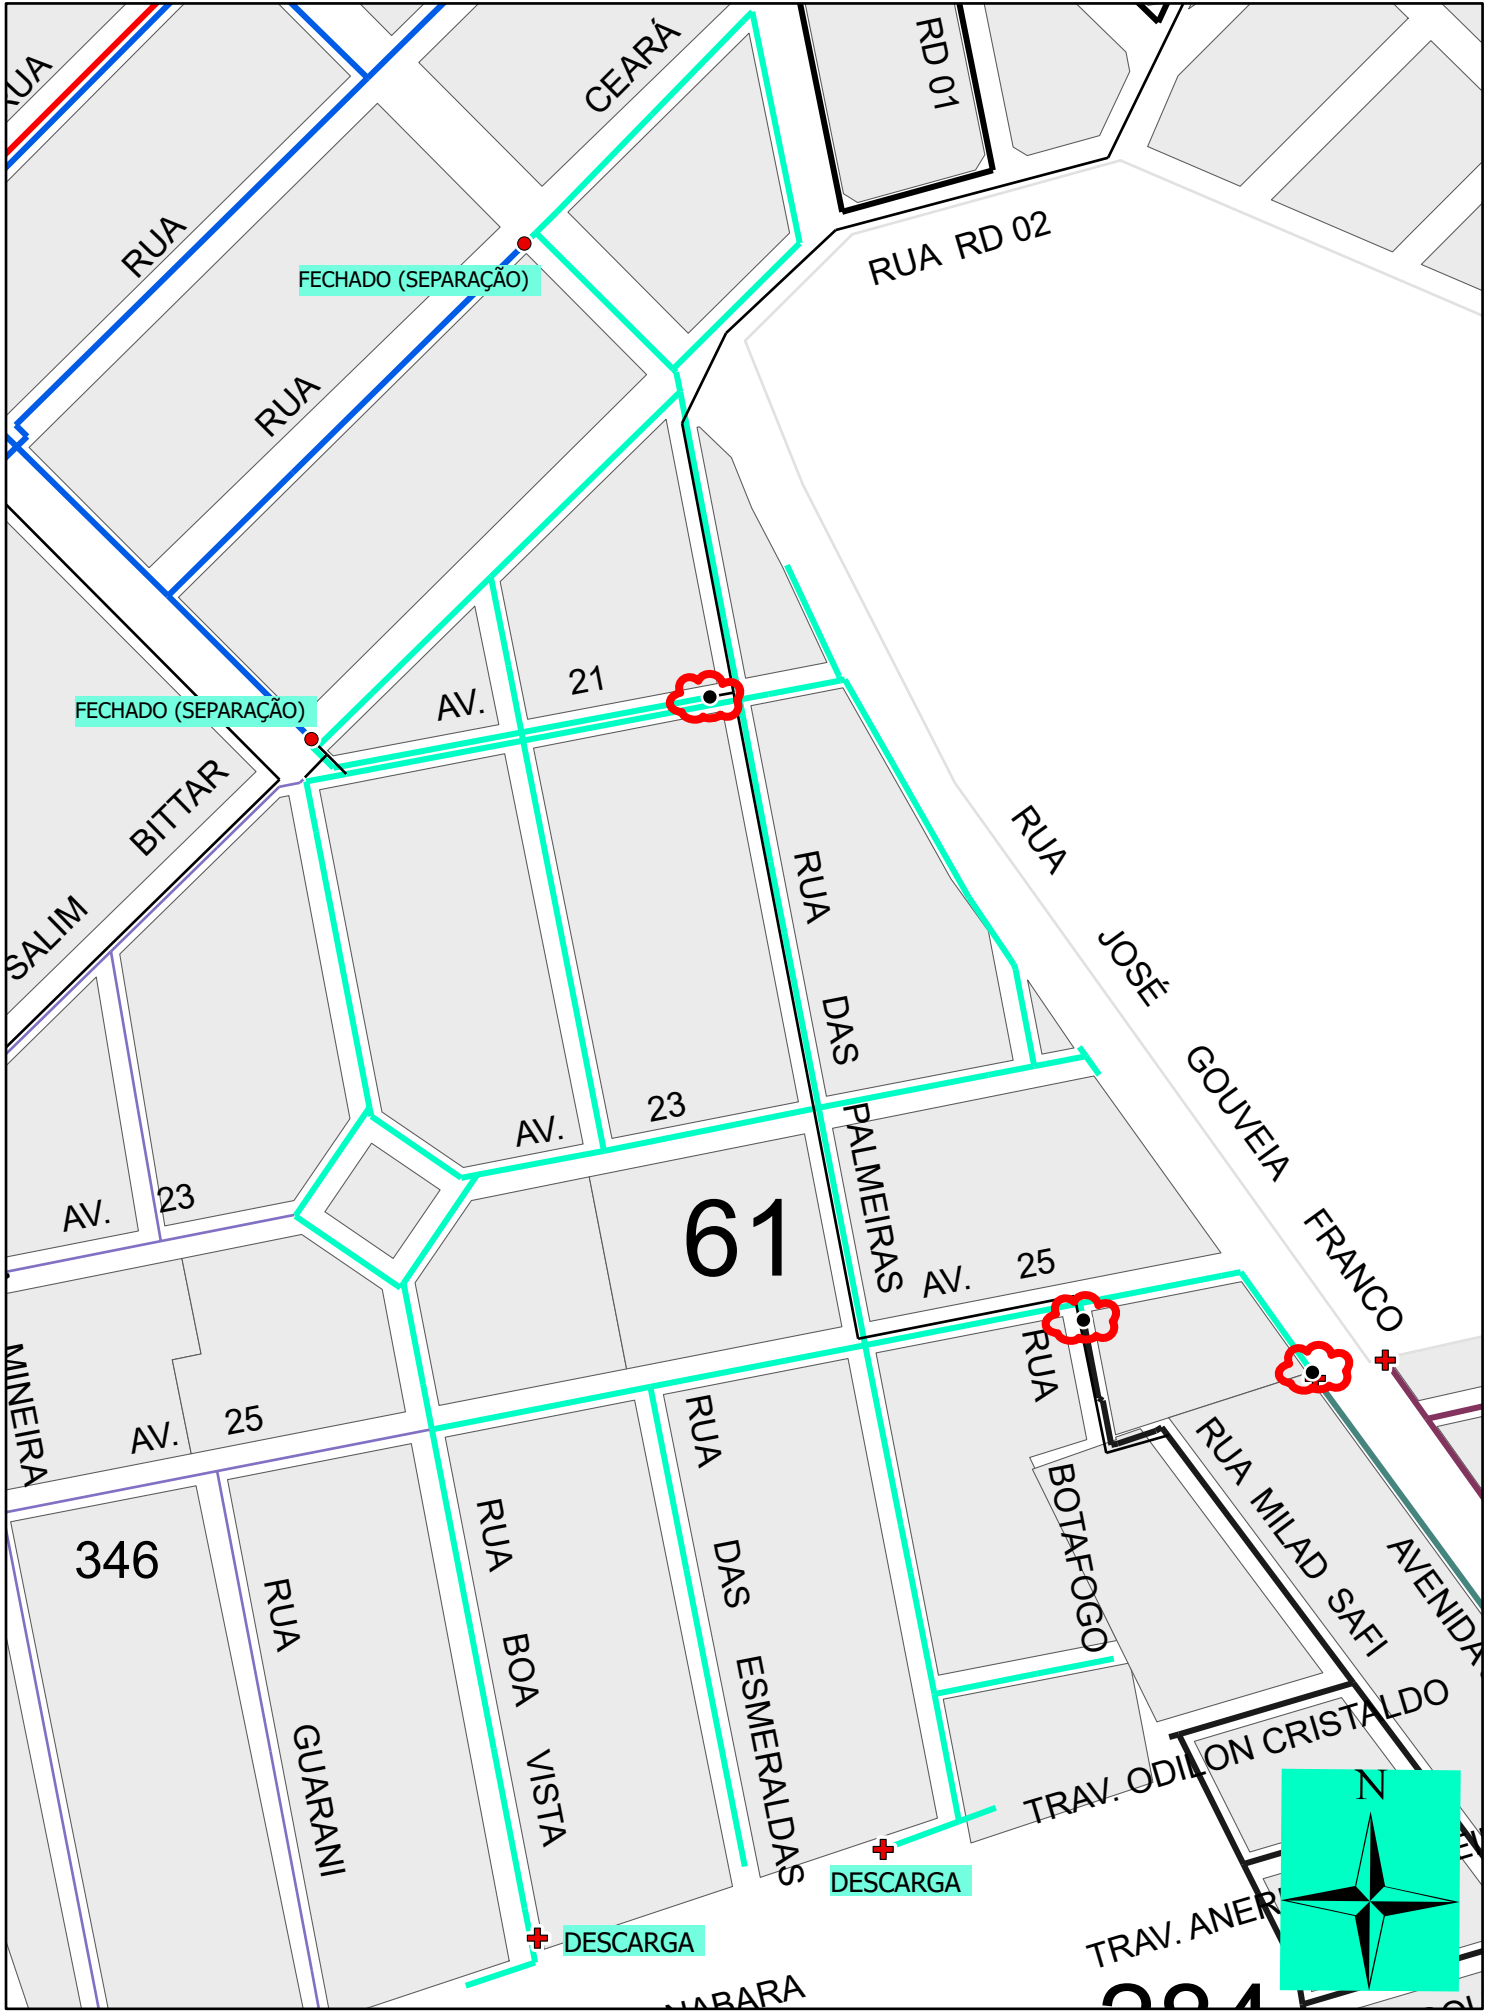 RUA
CEARÁ
RD 01
RUA
RUA RD 02
FECHADO (SEPARAÇÃO)
RUA
AV. 21
FECHADO (SEPARAÇÃO)
SALIM BITTAR
RUA DAS PALMEIRAS
RUA JOSÉ GOUVEIA FRANCO
AV. 23
AV. 23
61
AV. 25
MINEIRA
AV. 25
RUA BOTAFOGO
346
RUA GUARANI
RUA BOA VISTA
RUA DAS ESMERALDAS
RUA MILAD SAFI
AVENIDA
TRAV. ODILON CRISTALDO
N
DESCARGA
DESCARGA